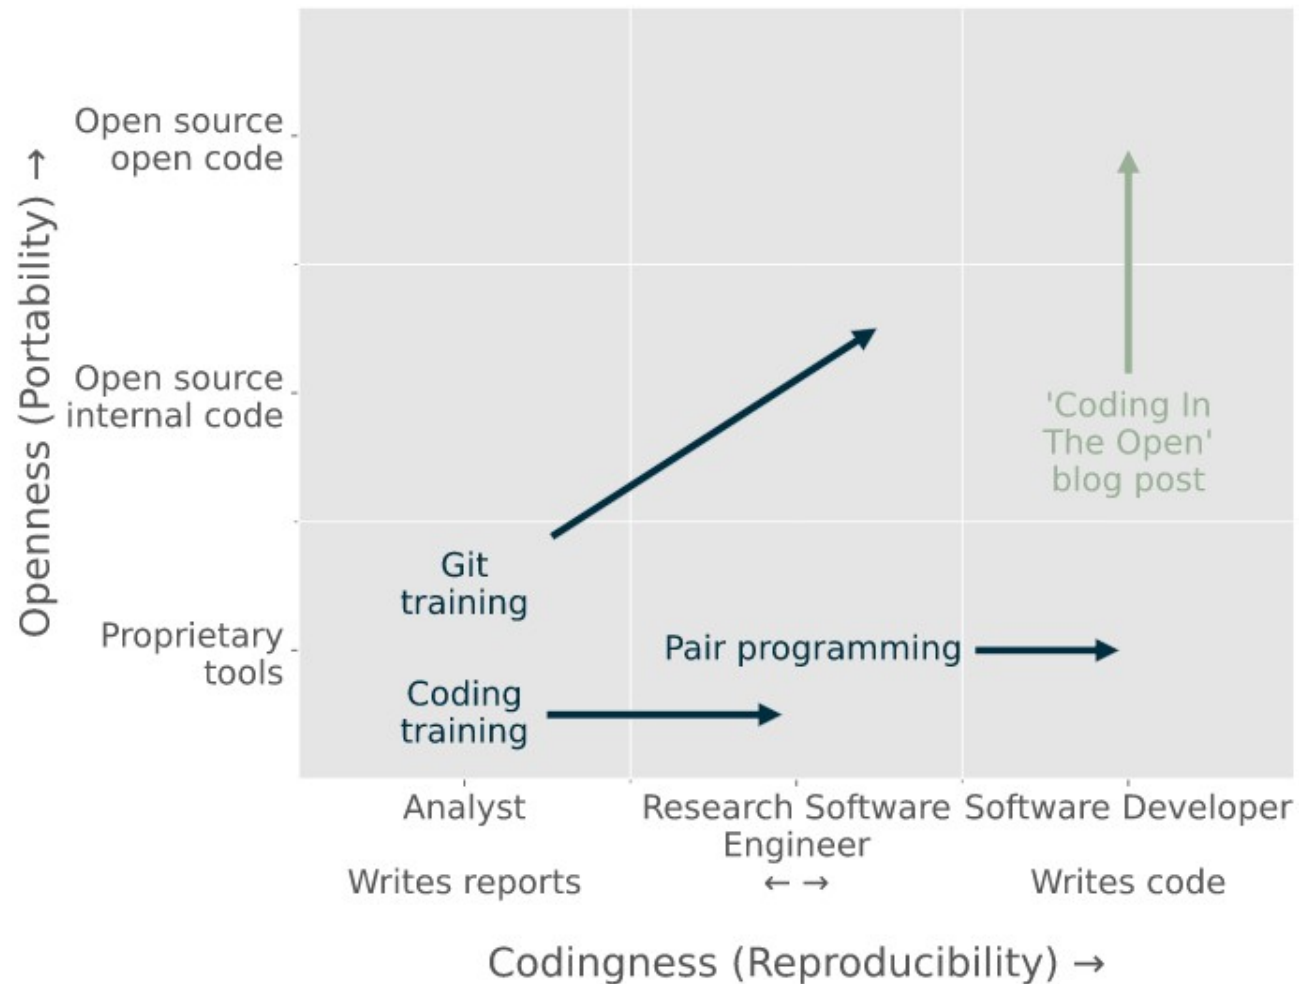 Openness (Portability) →
Open source
open code
Open source
internal code
Proprietary
tools
'Coding In
The Open'
blog post
Git
training
Pair programming
Coding
training
Analyst
Research Software
Engineer
Software Developer
Writes reports
← →
Writes code
Codingness (Reproducibility) →